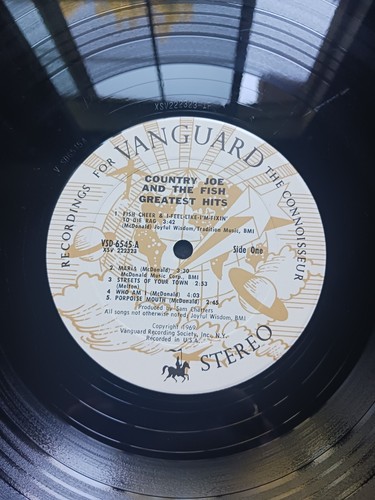 RECORDINGS FOR VANGUARD THE CONNOISSEUR
COUNTRY JOE
AND THE FISH
GREATEST HITS
1. FISH CHEER & I-FEEL-LIKE-I'M-FIXIN'
TO-DIE RAG 3:42
(McDonald) Joyful Wisdom/Tradition Music, BMI
VSD-6545-A
XSV 222323
Side One
2. MARIA (McDonald) 3:30
McDonald Music Corp., BMI
3 STREETS OF YOUR TOWN 2:53
(Melton)
4. WHO AM I (McDonald) 4:03
5. PORPOISE MOUTH (McDonald) 2:45
Produced by Sam Charters
All songs not otherwise noted/Joyful Wisdom, BMI
Copyright 1969
Vanguard Recording Society, Inc., N.Y.
Recorded in U.S.A.
STEREO